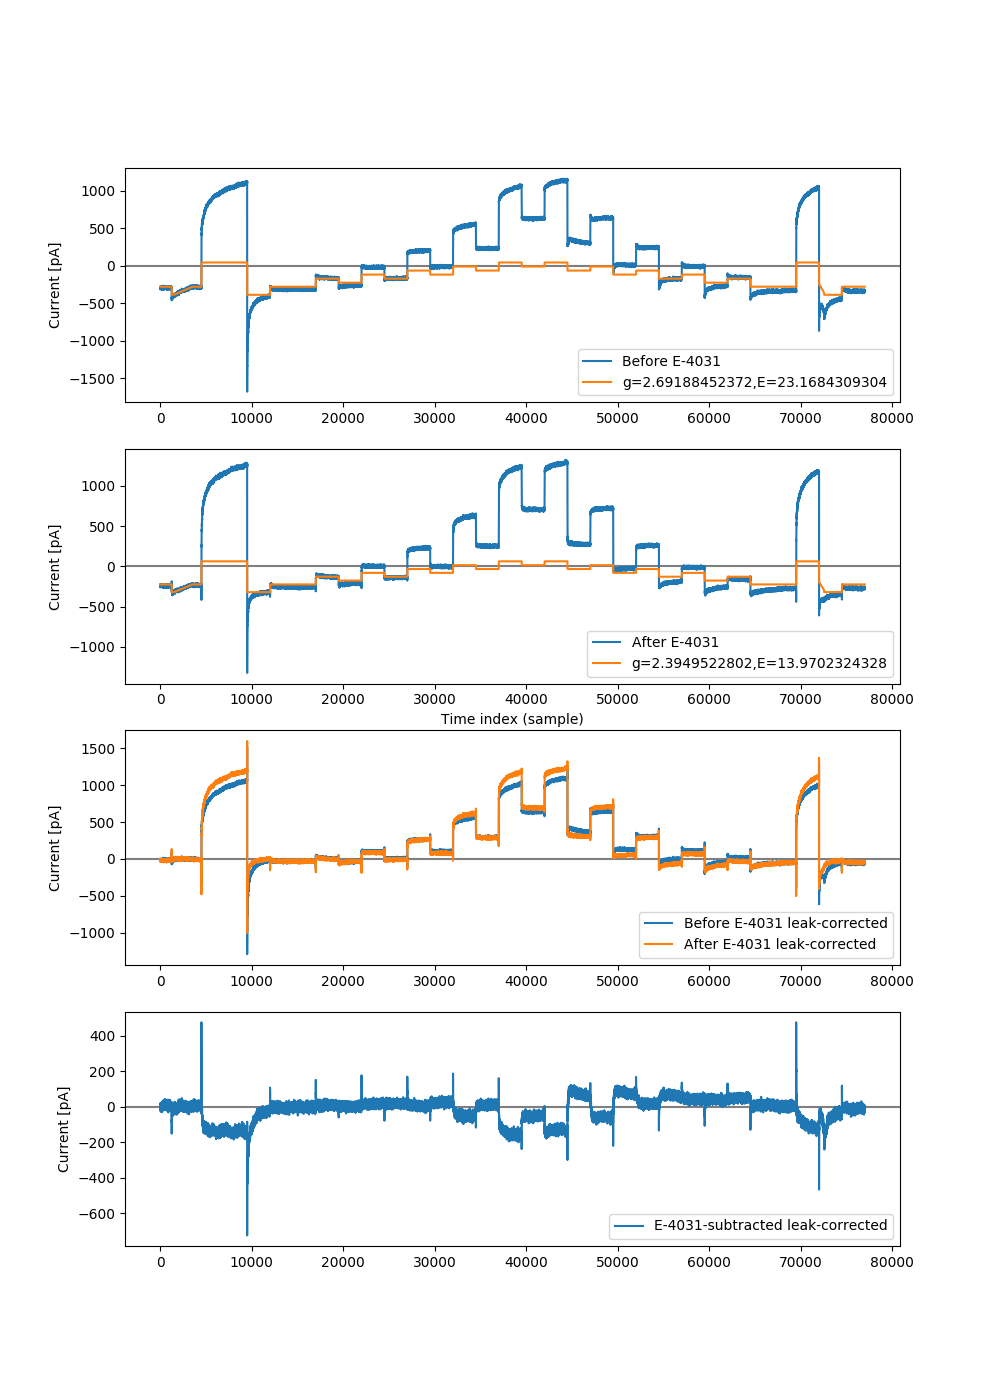 1000
500
0
−500
−1000
−1500
Current [pA]
Before E-4031
g=2.69188452372,E=23.1684309304
0 10000 20000 30000 40000 50000 60000 70000 80000
1000
500
0
−500
−1000
Current [pA]
After E-4031
g=2.3949522802,E=13.9702324328
0 10000 20000 30000 40000 50000 60000 70000 80000
Time index (sample)
1500
1000
500
0
−500
−1000
Current [pA]
Before E-4031 leak-corrected
After E-4031 leak-corrected
0 10000 20000 30000 40000 50000 60000 70000 80000
400
200
0
−200
−400
−600
Current [pA]
E-4031-subtracted leak-corrected
0 10000 20000 30000 40000 50000 60000 70000 80000